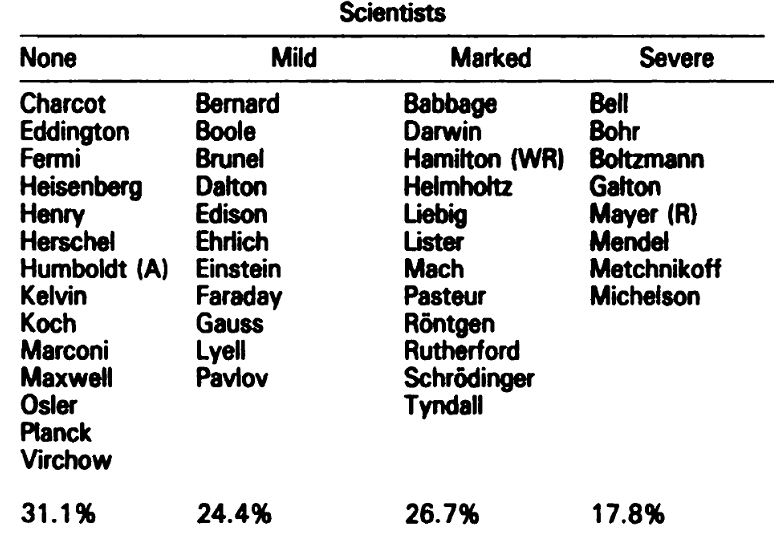 Scientists
None Mild Marked Severe
Charcot Bernard Babbage Bell
Eddington Boole Darwin Bohr
Fermi Brunel Hamilton (WR) Boltzmann
Heisenberg Dalton Helmholtz Galton
Henry Edison Liebig Mayer (R)
Herschel Ehrlich Lister Mendel
Humboldt (A) Einstein Mach Metchnikoff
Kelvin Faraday Pasteur Michelson
Koch Gauss Röntgen
Marconi Lyell Rutherford
Maxwell Pavlov Schrödinger
Osler Tyndall
Planck
Virchow
31.1% 24.4% 26.7% 17.8%